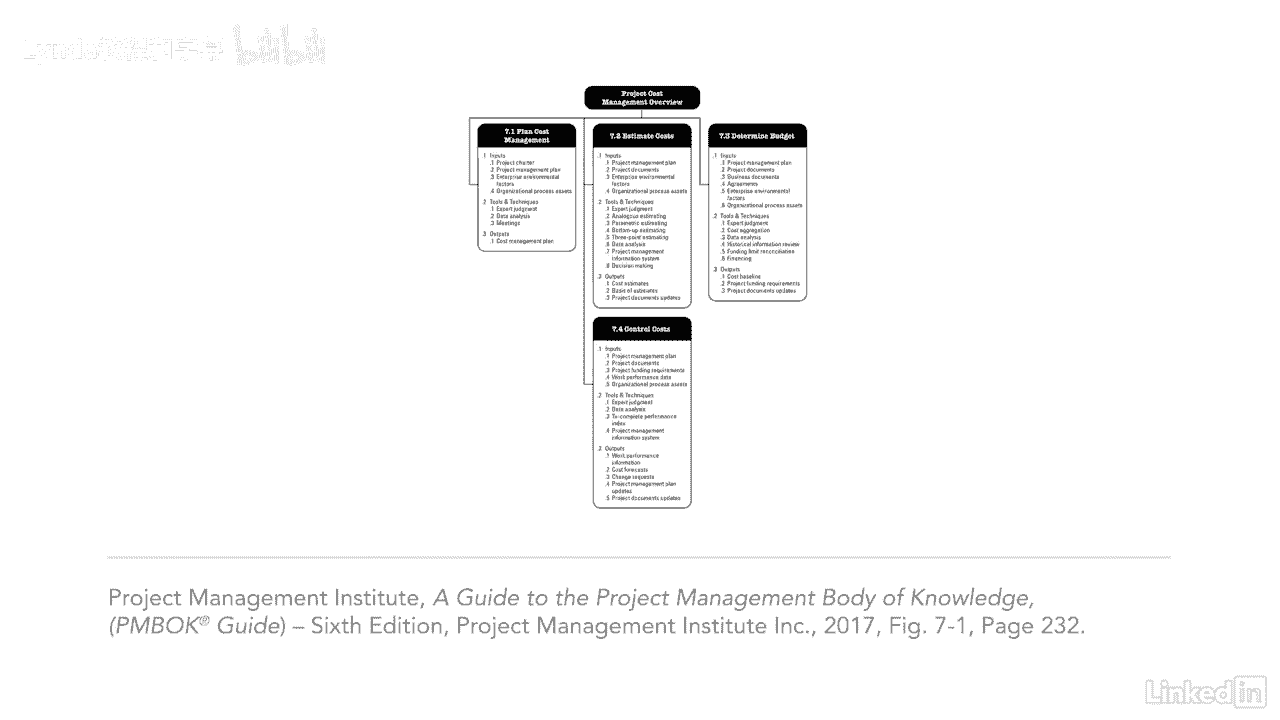 bilibili
Project Cost
Management Overview
7.1 Plan Cost
Management
.1 Inputs
.1 Project charter
.2 Project management plan
.3 Enterprise environmental
factors
.4 Organizational process assets
.2 Tools & Techniques
.1 Expert judgment
.2 Data analysis
.3 Meetings
.3 Outputs
.1 Cost management plan
7.2 Estimate Costs
.1 Inputs
.1 Project management plan
.2 Project documents
.3 Enterprise environmental
factors
.4 Organizational process assets
.2 Tools & Techniques
.1 Expert judgment
.2 Analogous estimating
.3 Parametric estimating
.4 Bottom-up estimating
.5 Three-point estimating
.6 Data analysis
.7 Project management
information system
.8 Decision making
.3 Outputs
.1 Cost estimates
.2 Basis of estimates
.3 Project documents updates
7.3 Determine Budget
.1 Inputs
.1 Project management plan
.2 Project documents
.3 Business documents
.4 Agreements
.5 Enterprise environmental
factors
.6 Organizational process assets
.2 Tools & Techniques
.1 Expert judgment
.2 Cost aggregation
.3 Data analysis
.4 Historical information review
.5 Funding limit reconciliation
.6 Financing
.3 Outputs
.1 Cost baseline
.2 Project funding requirements
.3 Project documents updates
7.4 Control Costs
.1 Inputs
.1 Project management plan
.2 Project documents
.3 Project funding requirements
.4 Work performance data
.5 Organizational process assets
.2 Tools & Techniques
.1 Expert judgment
.2 Data analysis
.3 To-complete performance
index
.4 Project management
information system
.3 Outputs
.1 Work performance
information
.2 Cost forecasts
.3 Change requests
.4 Project management plan
updates
.5 Project documents updates
Project Management Institute, A Guide to the Project Management Body of Knowledge,
(PMBOK® Guide) – Sixth Edition, Project Management Institute Inc., 2017, Fig. 7-1, Page 232.
Linkedin